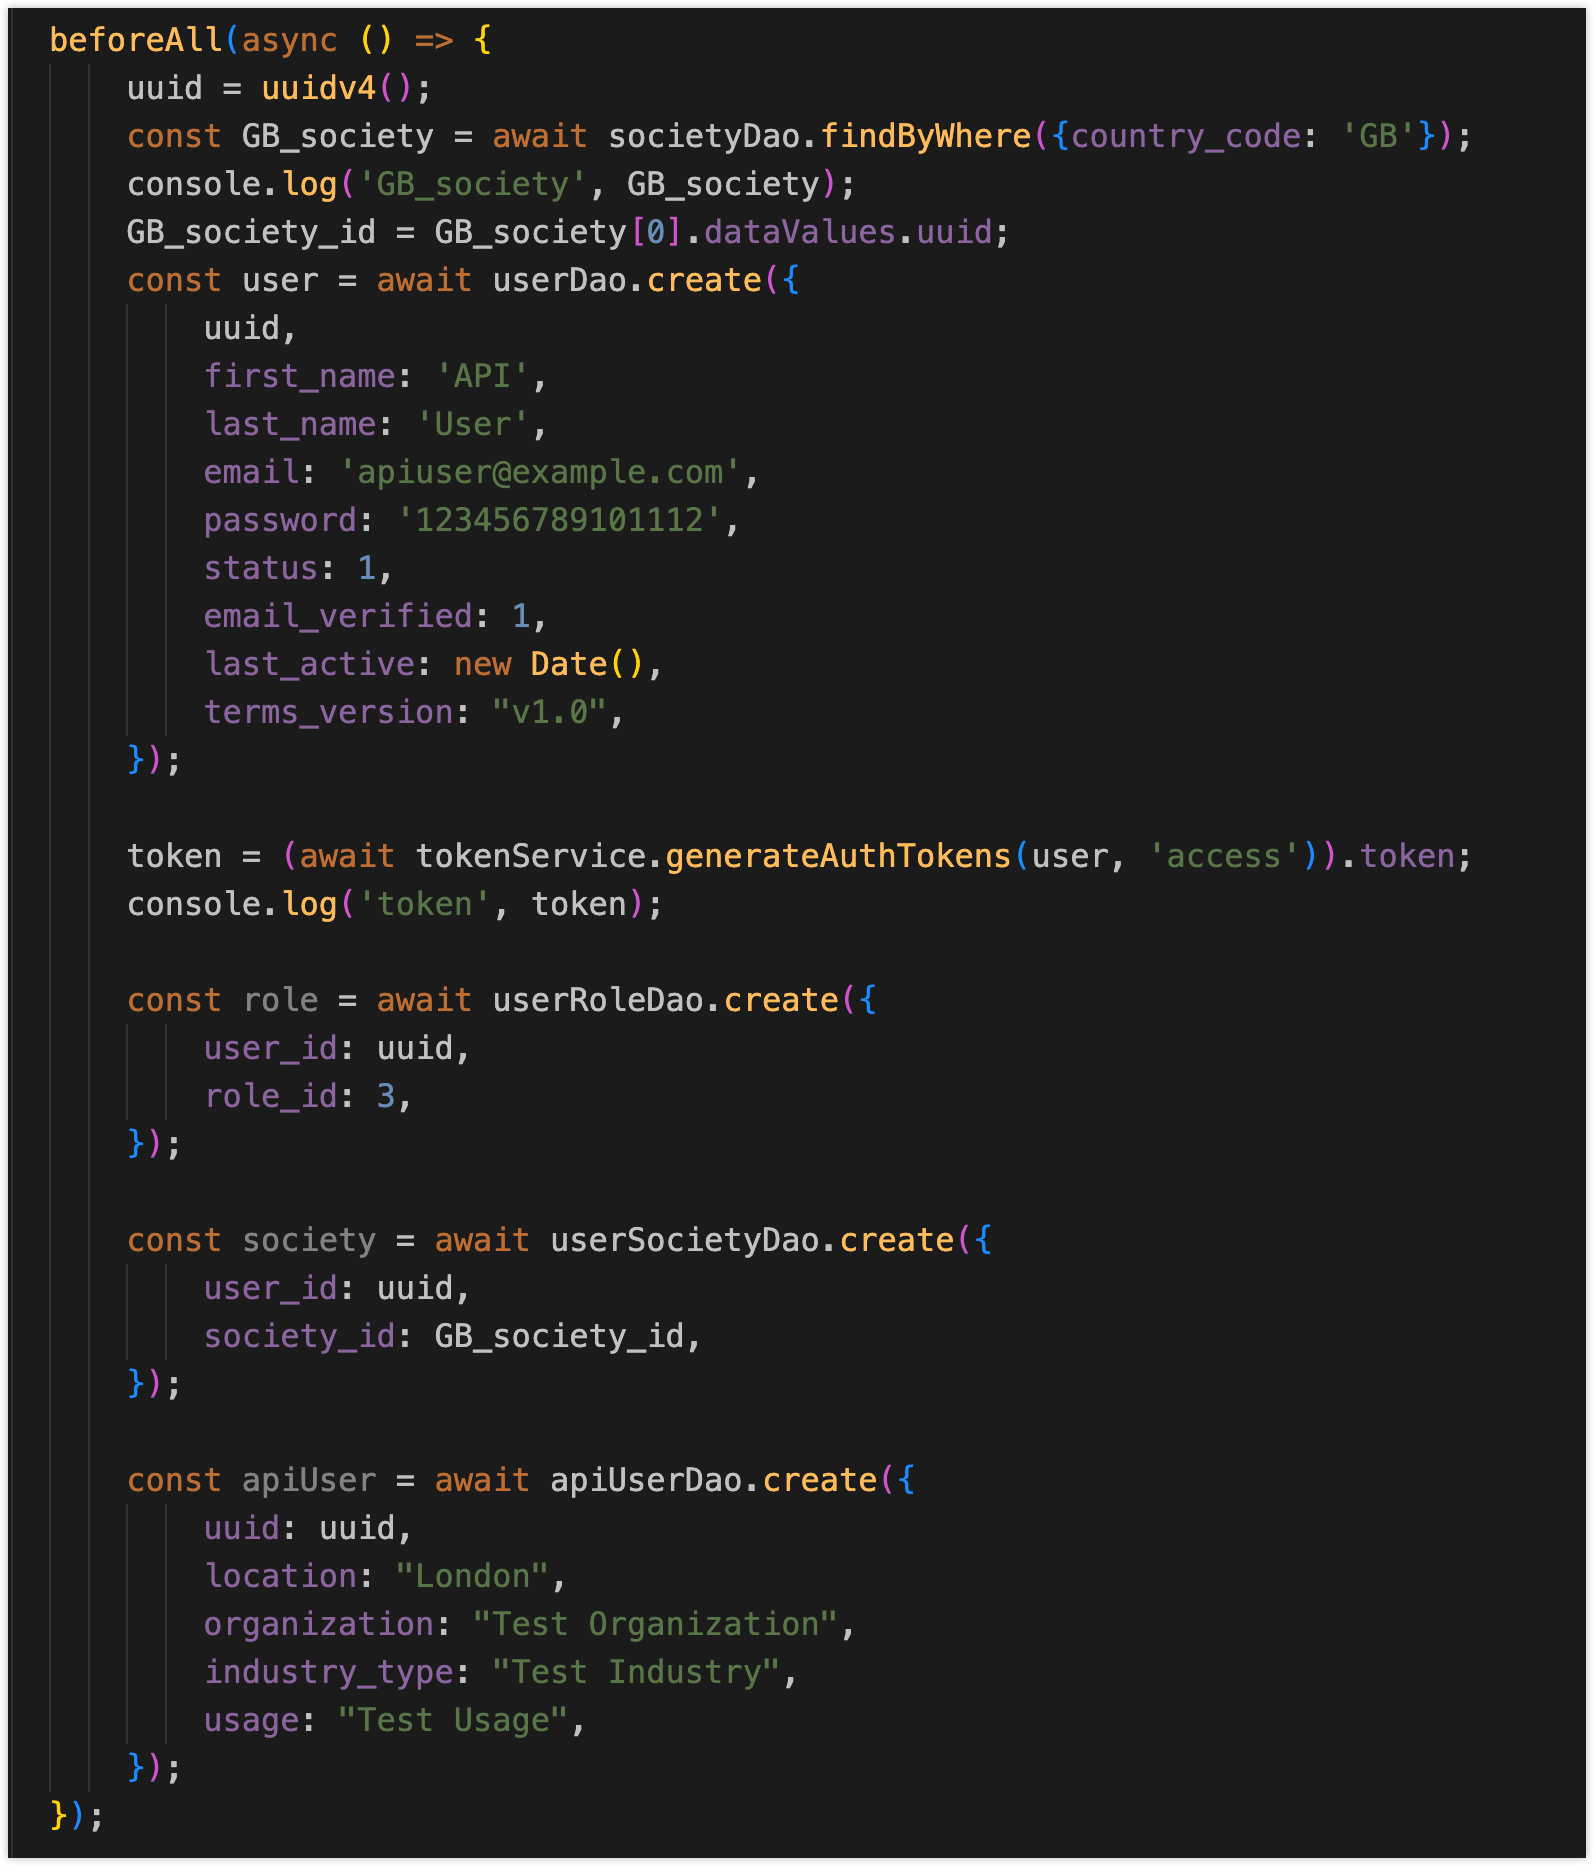 beforeAll(async () => {
uuid = uuidv4();
const GB_society = await societyDao.findByWhere({country_code: 'GB'});
console.log('GB_society', GB_society);
GB_society_id = GB_society[0].dataValues.uuid;
const user = await userDao.create({
uuid,
first_name: 'API',
last_name: 'User',
email: 'apiuser@example.com',
password: '123456789101112',
status: 1,
email_verified: 1,
last_active: new Date(),
terms_version: "v1.0",
});
token = (await tokenService.generateAuthTokens(user, 'access')).token;
console.log('token', token);
const role = await userRoleDao.create({
user_id: uuid,
role_id: 3,
});
const society = await userSocietyDao.create({
user_id: uuid,
society_id: GB_society_id,
});
const apiUser = await apiUserDao.create({
uuid: uuid,
location: "London",
organization: "Test Organization",
industry_type: "Test Industry",
usage: "Test Usage",
});
});